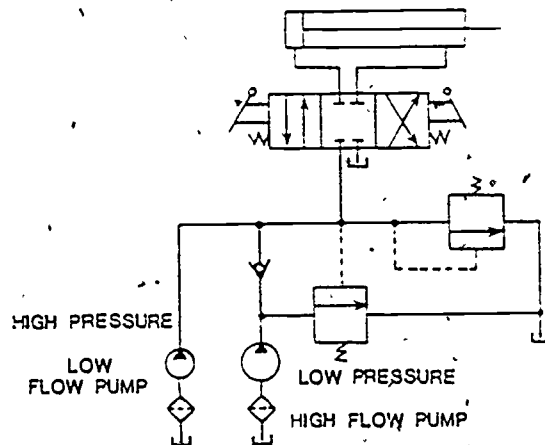 HIGH PRESSURE
LOW
FLOW PUMP
LOW PRESSURE
HIGH FLOW PUMP